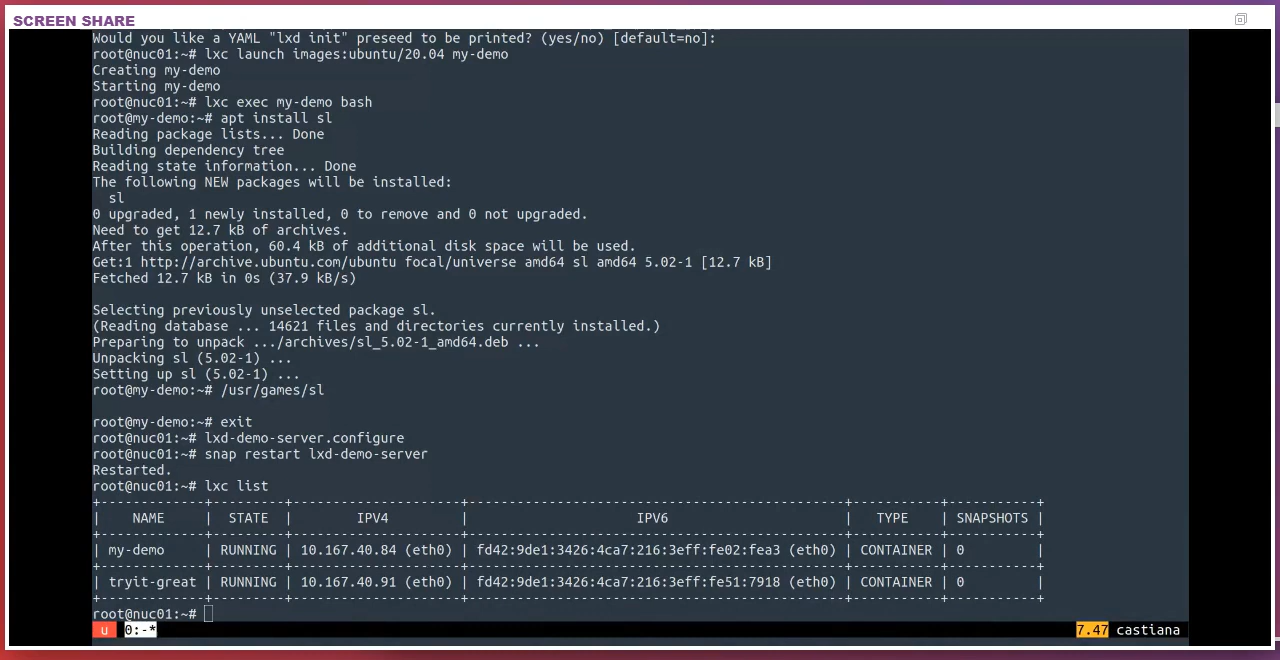 SCREEN SHARE
Would you like a YAML "lxd init" preseed to be printed? (yes/no) [default=no]:
root@nuc01:~# lxc launch images:ubuntu/20.04 my-demo
Creating my-demo
Starting my-demo
root@nuc01:~# lxc exec my-demo bash
root@my-demo:~# apt install sl
Reading package lists... Done
Building dependency tree
Reading state information... Done
The following NEW packages will be installed:
  sl
0 upgraded, 1 newly installed, 0 to remove and 0 not upgraded.
Need to get 12.7 kB of archives.
After this operation, 60.4 kB of additional disk space will be used.
Get:1 http://archive.ubuntu.com/ubuntu focal/universe amd64 sl amd64 5.02-1 [12.7 kB]
Fetched 12.7 kB in 0s (37.9 kB/s)
Selecting previously unselected package sl.
(Reading database ... 14621 files and directories currently installed.)
Preparing to unpack .../archives/sl_5.02-1_amd64.deb ...
Unpacking sl (5.02-1) ...
Setting up sl (5.02-1) ...
root@my-demo:~# /usr/games/sl
root@my-demo:~# exit
root@nuc01:~# lxd-demo-server.configure
root@nuc01:~# snap restart lxd-demo-server
Restarted.
root@nuc01:~# lxc list
+-------------+---------+---------------------+-----------------------------------------------+-----------+-----------+
|    NAME     |  STATE  |        IPV4         |                     IPV6                      |   TYPE    | SNAPSHOTS |
+-------------+---------+---------------------+-----------------------------------------------+-----------+-----------+
| my-demo     | RUNNING | 10.167.40.84 (eth0) | fd42:9de1:3426:4ca7:216:3eff:fe02:fea3 (eth0) | CONTAINER | 0         |
+-------------+---------+---------------------+-----------------------------------------------+-----------+-----------+
| tryit-great | RUNNING | 10.167.40.91 (eth0) | fd42:9de1:3426:4ca7:216:3eff:fe51:7918 (eth0) | CONTAINER | 0         |
+-------------+---------+---------------------+-----------------------------------------------+-----------+-----------+
root@nuc01:~#
u 0:-* 7.47 castiana